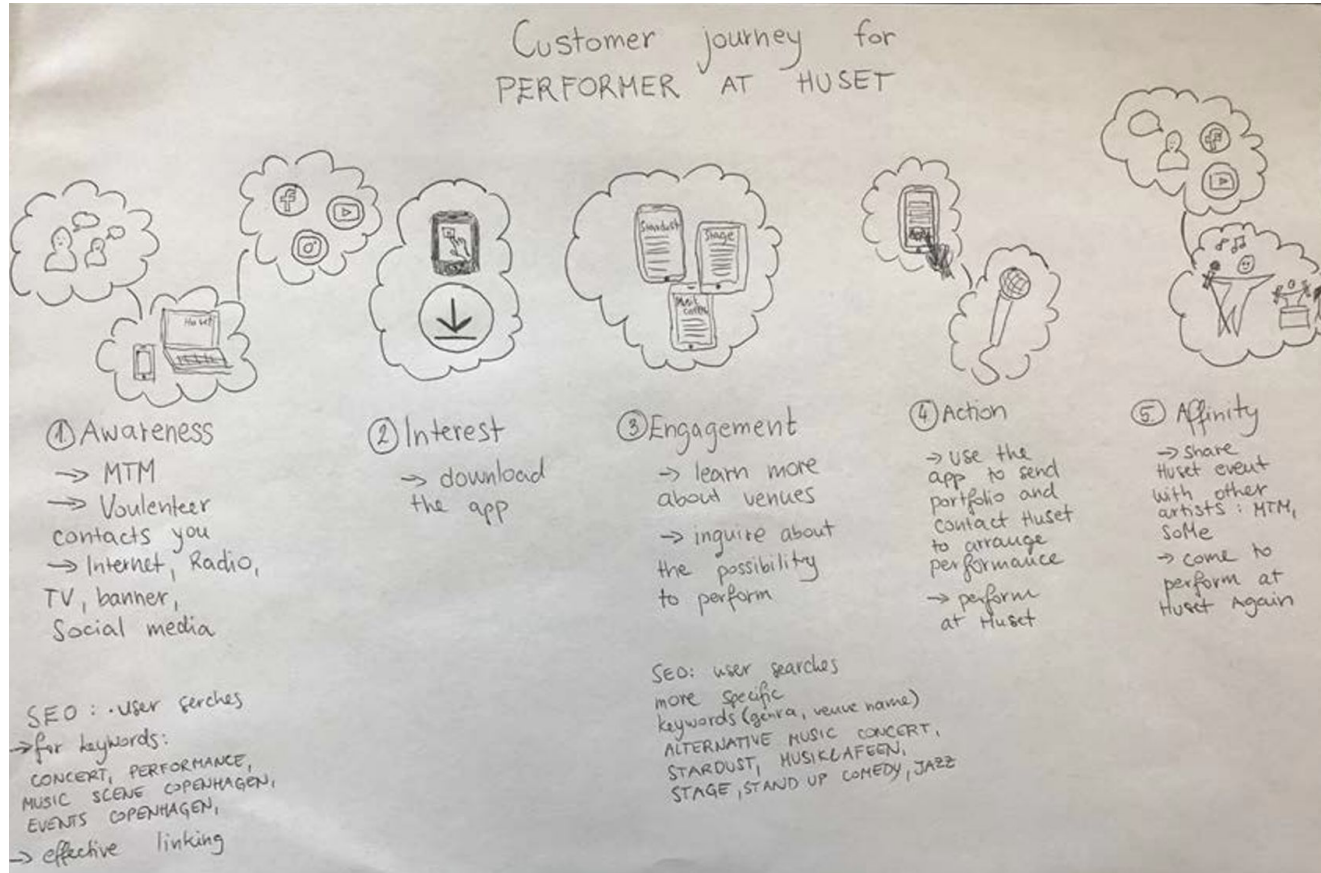 Customer journey for
PERFORMER AT HUSET
Huset
Stardust
Stage
① Awareness
→ MTM
→ Voulenteer
contacts you
→ Internet, Radio,
TV, banner,
Social media
SEO : · user serches
→ for keywords:
CONCERT, PERFORMANCE,
MUSIC SCENE COPENHAGEN,
EVENTS COPENHAGEN,
→ effective linking
② Interest
→ download
the app
③ Engagement
→ learn more
about venues
→ inquire about
the possibility
to perform
SEO: user searches
more specific
keywords (genra, venue name)
ALTERNATIVE MUSIC CONCERT,
STARDUST, MUSIKCAFEEN,
STAGE, STAND UP COMEDY, JAZZ
④ Action
→ use the
app to send
portfolio and
contact Huset
to arrange
performance
→ perform
at Huset
⑤ Affinity
→ share
Huset event
with other
artists : MTM,
SoMe
→ come to
perform at
Huset Again